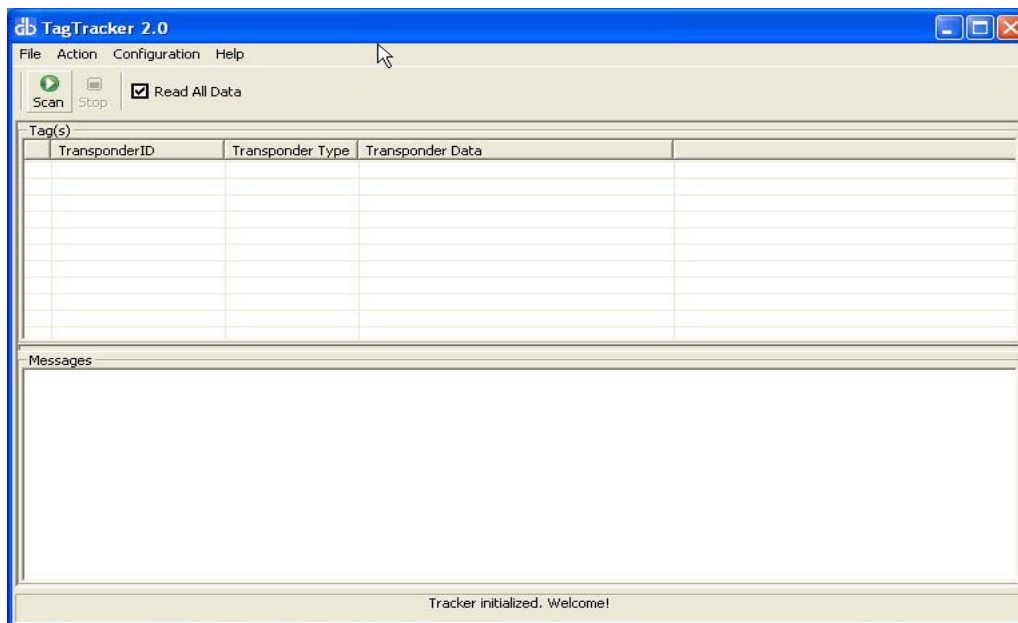 db TagTracker 2.0
File Action Configuration Help
Scan Stop Read All Data
Tag(s)
TransponderID Transponder Type Transponder Data
Messages
Tracker initialized. Welcome!